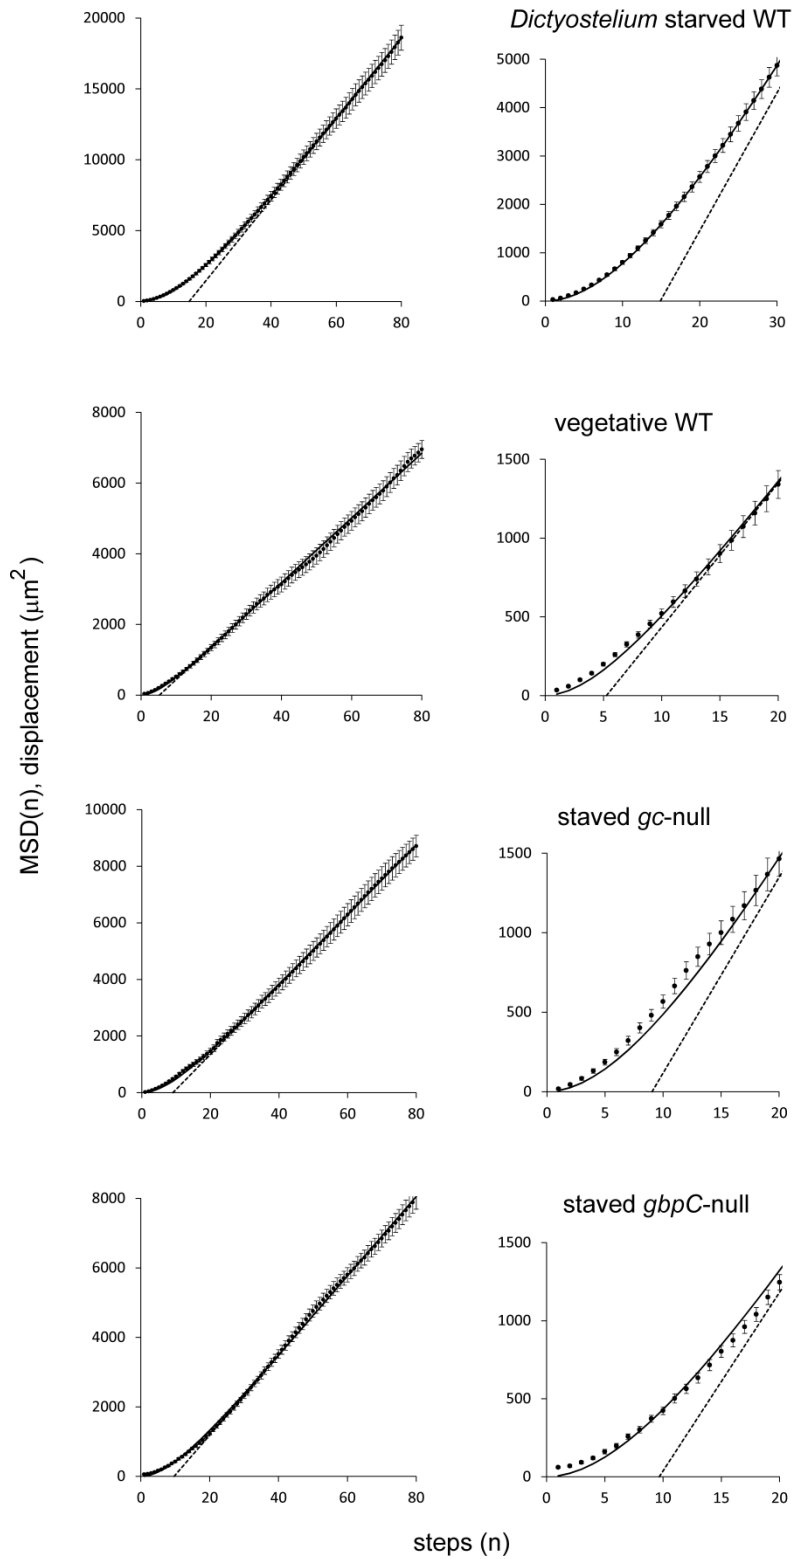 Dictyostelium starved WT
20000
15000
10000
5000
0
0 20 40 60 80
5000
4000
3000
2000
1000
0
0 10 20 30
vegetative WT
8000
6000
4000
2000
0
0 20 40 60 80
1500
1000
500
0
0 5 10 15 20
MSD(n), displacement (μm²)
staved gc-null
10000
8000
6000
4000
2000
0
0 20 40 60 80
1500
1000
500
0
0 5 10 15 20
staved gbpC-null
8000
6000
4000
2000
0
0 20 40 60 80
1500
1000
500
0
0 5 10 15 20
steps (n)